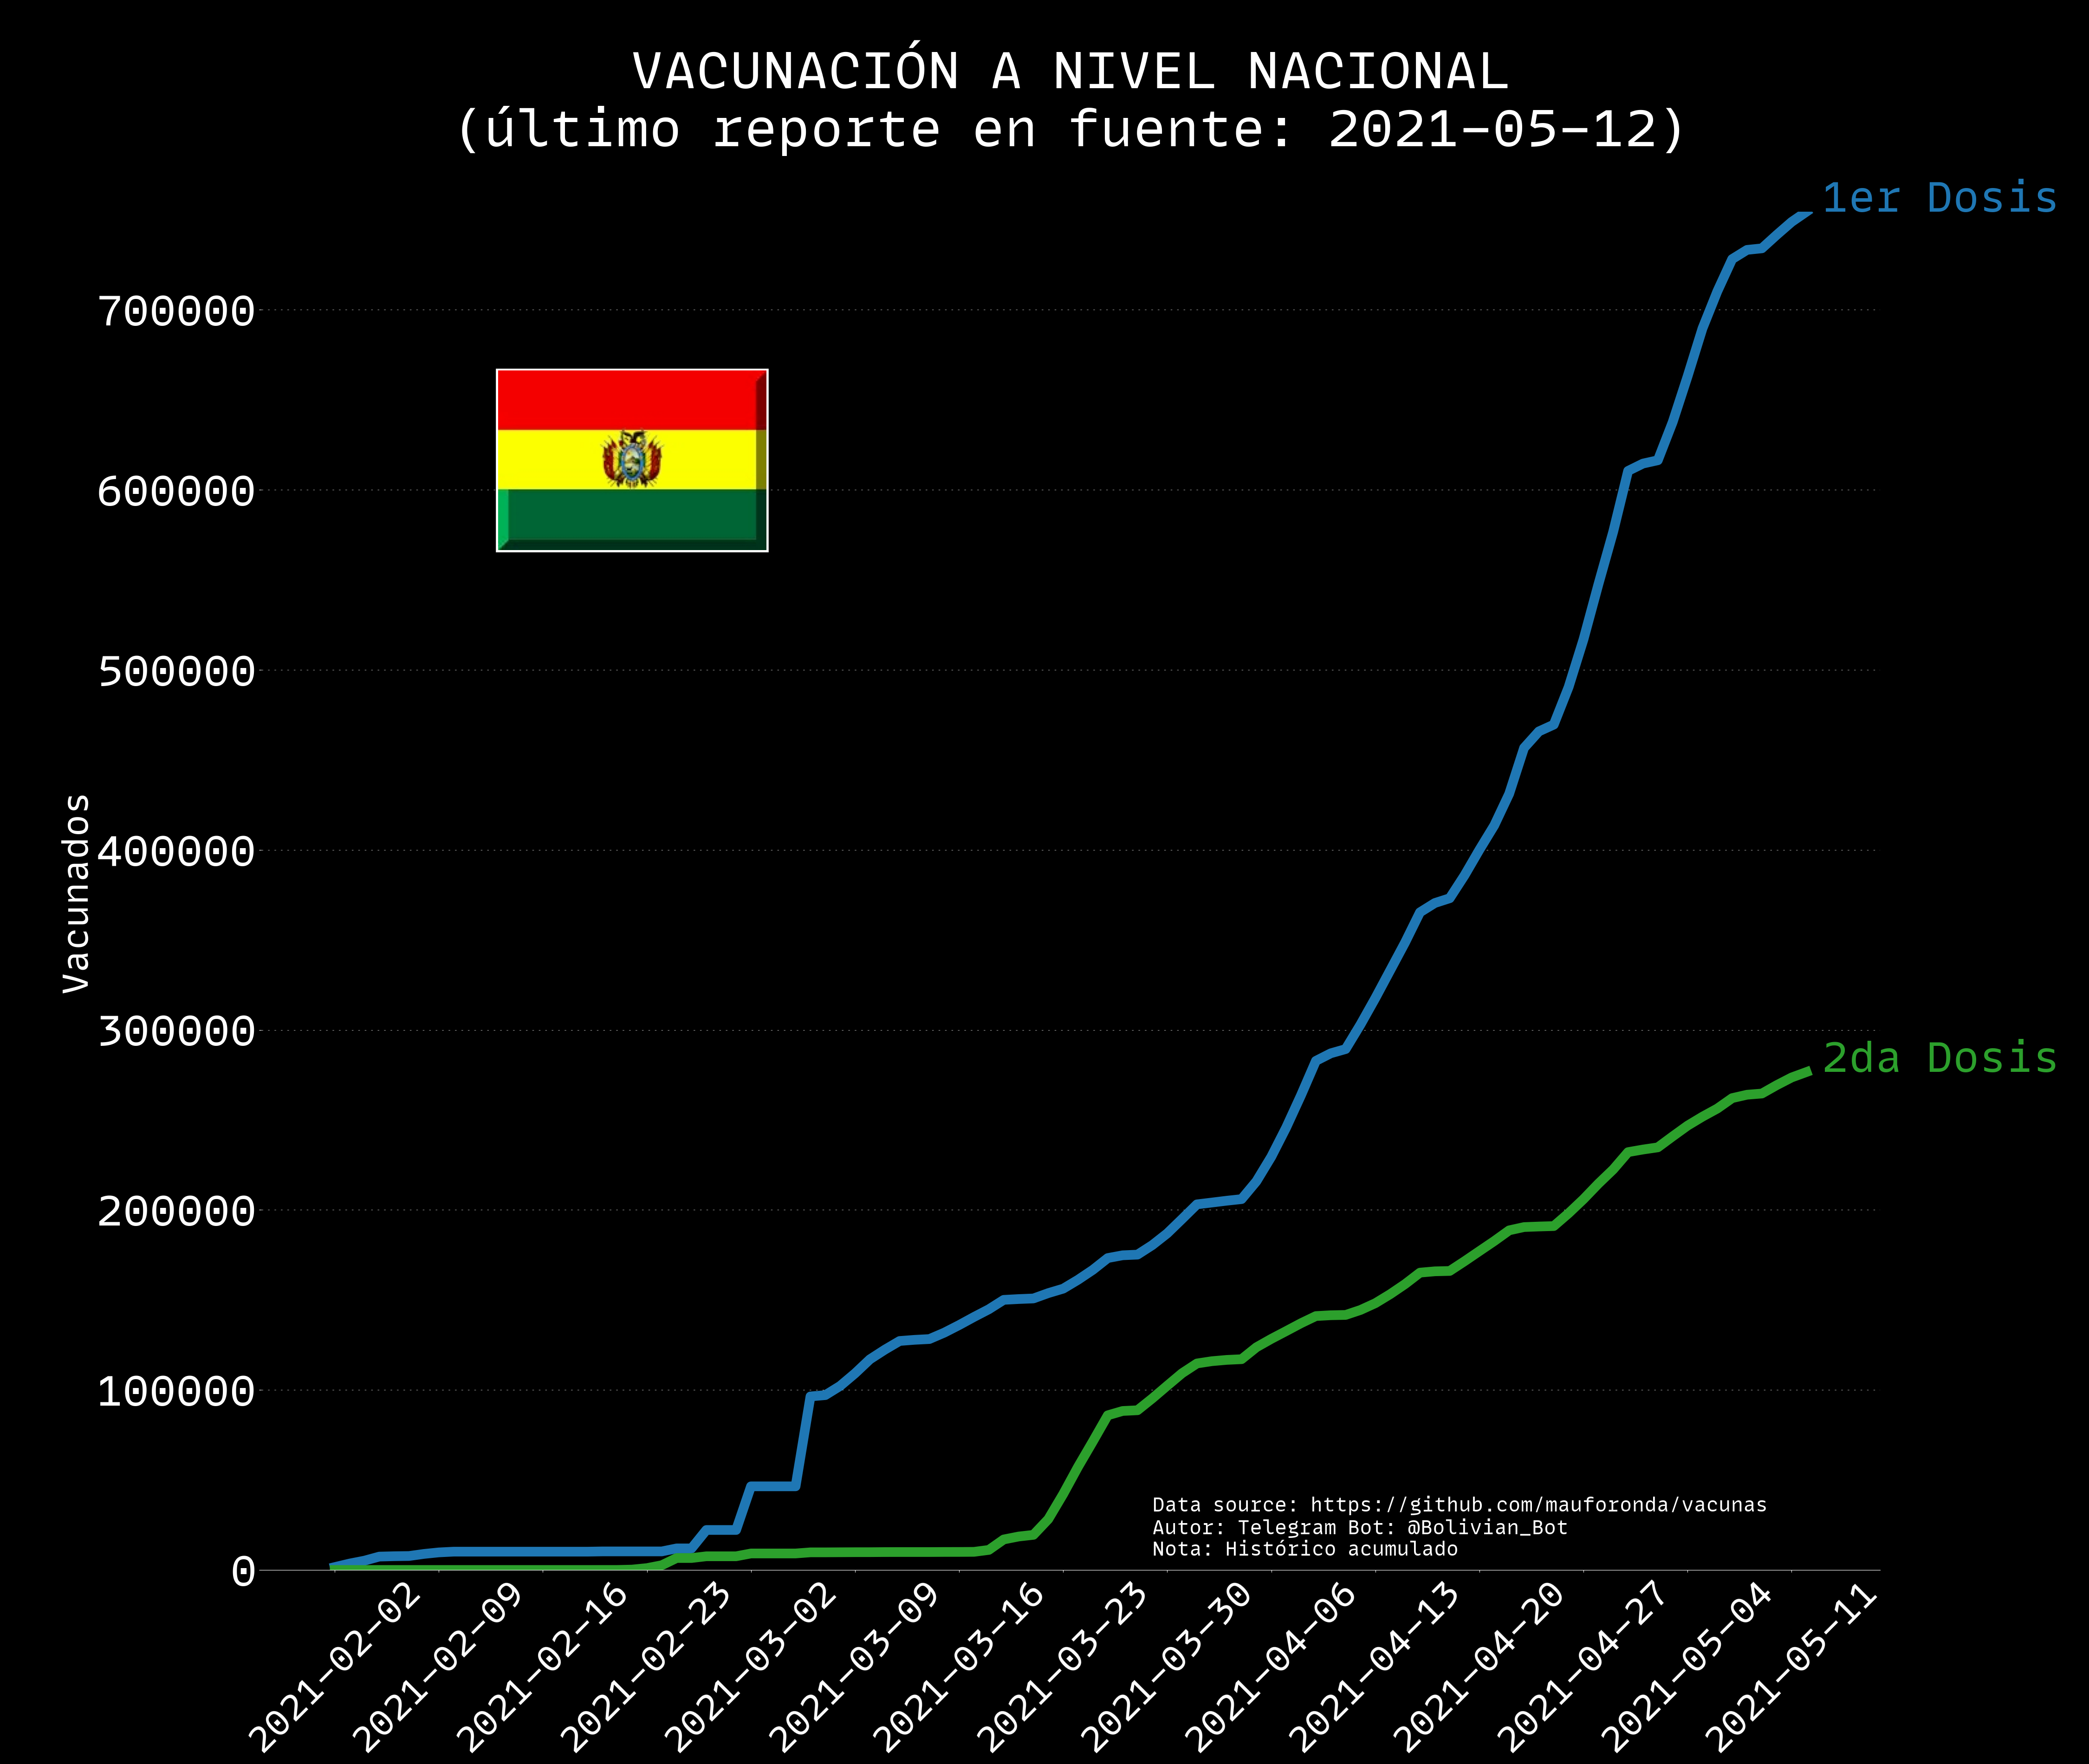 VACUNACIÓN A NIVEL NACIONAL
(último reporte en fuente: 2021-05-12)
1er Dosis
700000
600000
500000
400000
300000
200000
100000
0
Vacunados
2da Dosis
Data source: https://github.com/mauforonda/vacunas
Autor: Telegram Bot: @Bolivian_Bot
Nota: Histórico acumulado
2021-02-02
2021-02-09
2021-02-16
2021-02-23
2021-03-02
2021-03-09
2021-03-16
2021-03-23
2021-03-30
2021-04-06
2021-04-13
2021-04-20
2021-04-27
2021-05-04
2021-05-11